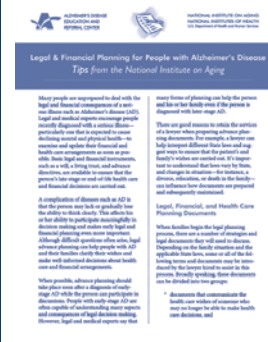 ALZHEIMER'S DISEASE
EDUCATION AND
REFERRAL CENTER
NATIONAL INSTITUTE ON AGING
NATIONAL INSTITUTES OF HEALTH
U.S. Department of Health and Human Services
Legal & Financial Planning for People with Alzheimer's Disease
Tips from the National Institute on Aging
Many people are unprepared to deal with the
legal and financial consequences of a seri-
ous illness such as Alzheimer's disease (AD).
Legal and medical experts encourage people
recently diagnosed with a serious illness—
particularly one that is expected to cause
declining mental and physical health—to
examine and update their financial and
health care arrangements as soon as pos-
sible. Basic legal and financial instruments,
such as a will, a living trust, and advance
directives, are available to ensure that the
person's late-stage or end-of-life health care
and financial decisions are carried out.
A complication of diseases such as AD is
that the person may lack or gradually lose
the ability to think clearly. This affects his
or her ability to participate meaningfully in
decision making and makes early legal and
financial planning even more important.
Although difficult questions often arise, legal
advance planning can help people with AD
and their families clarify their wishes and
make well-informed decisions about health
care and financial arrangements.
When possible, advance planning should
take place soon after a diagnosis of early-
stage AD while the person can participate in
discussions. People with early-stage AD are
often capable of understanding many aspects
and consequences of legal decision making.
However, legal and medical experts say that
many forms of planning can help the person
and his or her family even if the person is
diagnosed with later-stage AD.
There are good reasons to retain the services
of a lawyer when preparing advance plan-
ning documents. For example, a lawyer can
help interpret different State laws and sug-
gest ways to ensure that the patient's and
family's wishes are carried out. It's impor-
tant to understand that laws vary by State,
and changes in situation—for instance, a
divorce, relocation, or death in the family—
can influence how documents are prepared
and subsequently maintained.
Legal, Financial, and Health Care
Planning Documents
When families begin the legal planning
process, there are a number of strategies and
legal documents they will need to discuss.
Depending on the family situation and the
applicable State laws, some or all of the fol-
lowing terms and documents may be intro-
duced by the lawyer hired to assist in this
process. Broadly speaking, these documents
can be divided into two groups:
• documents that communicate the
health care wishes of someone who
may no longer be able to make health
care decisions, and